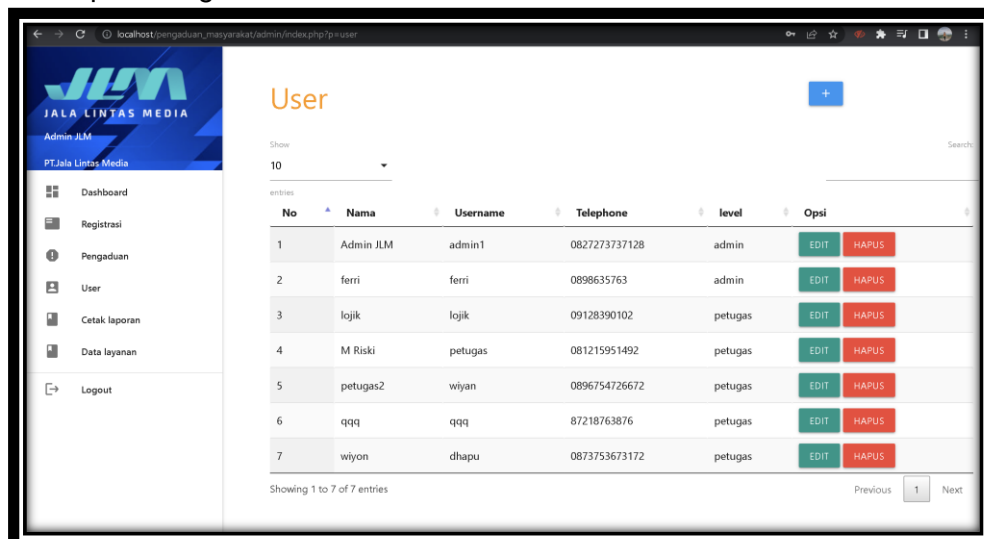 localhost/pengaduan_masyarakat/admin/index.php?p=user
JLM
JALA LINTAS MEDIA
Admin JLM
PT.Jala Lintas Media
Dashboard
Registrasi
Pengaduan
User
Cetak laporan
Data layanan
Logout
User
+
Show
10
entries
Search:
No Nama Username Telephone level Opsi
1 Admin JLM admin1 0827273737128 admin EDIT HAPUS
2 ferri ferri 0898635763 admin EDIT HAPUS
3 lojik lojik 09128390102 petugas EDIT HAPUS
4 M Riski petugas 081215951492 petugas EDIT HAPUS
5 petugas2 wiyan 0896754726672 petugas EDIT HAPUS
6 qqq qqq 87218763876 petugas EDIT HAPUS
7 wiyon dhapu 0873753673172 petugas EDIT HAPUS
Showing 1 to 7 of 7 entries
Previous 1 Next